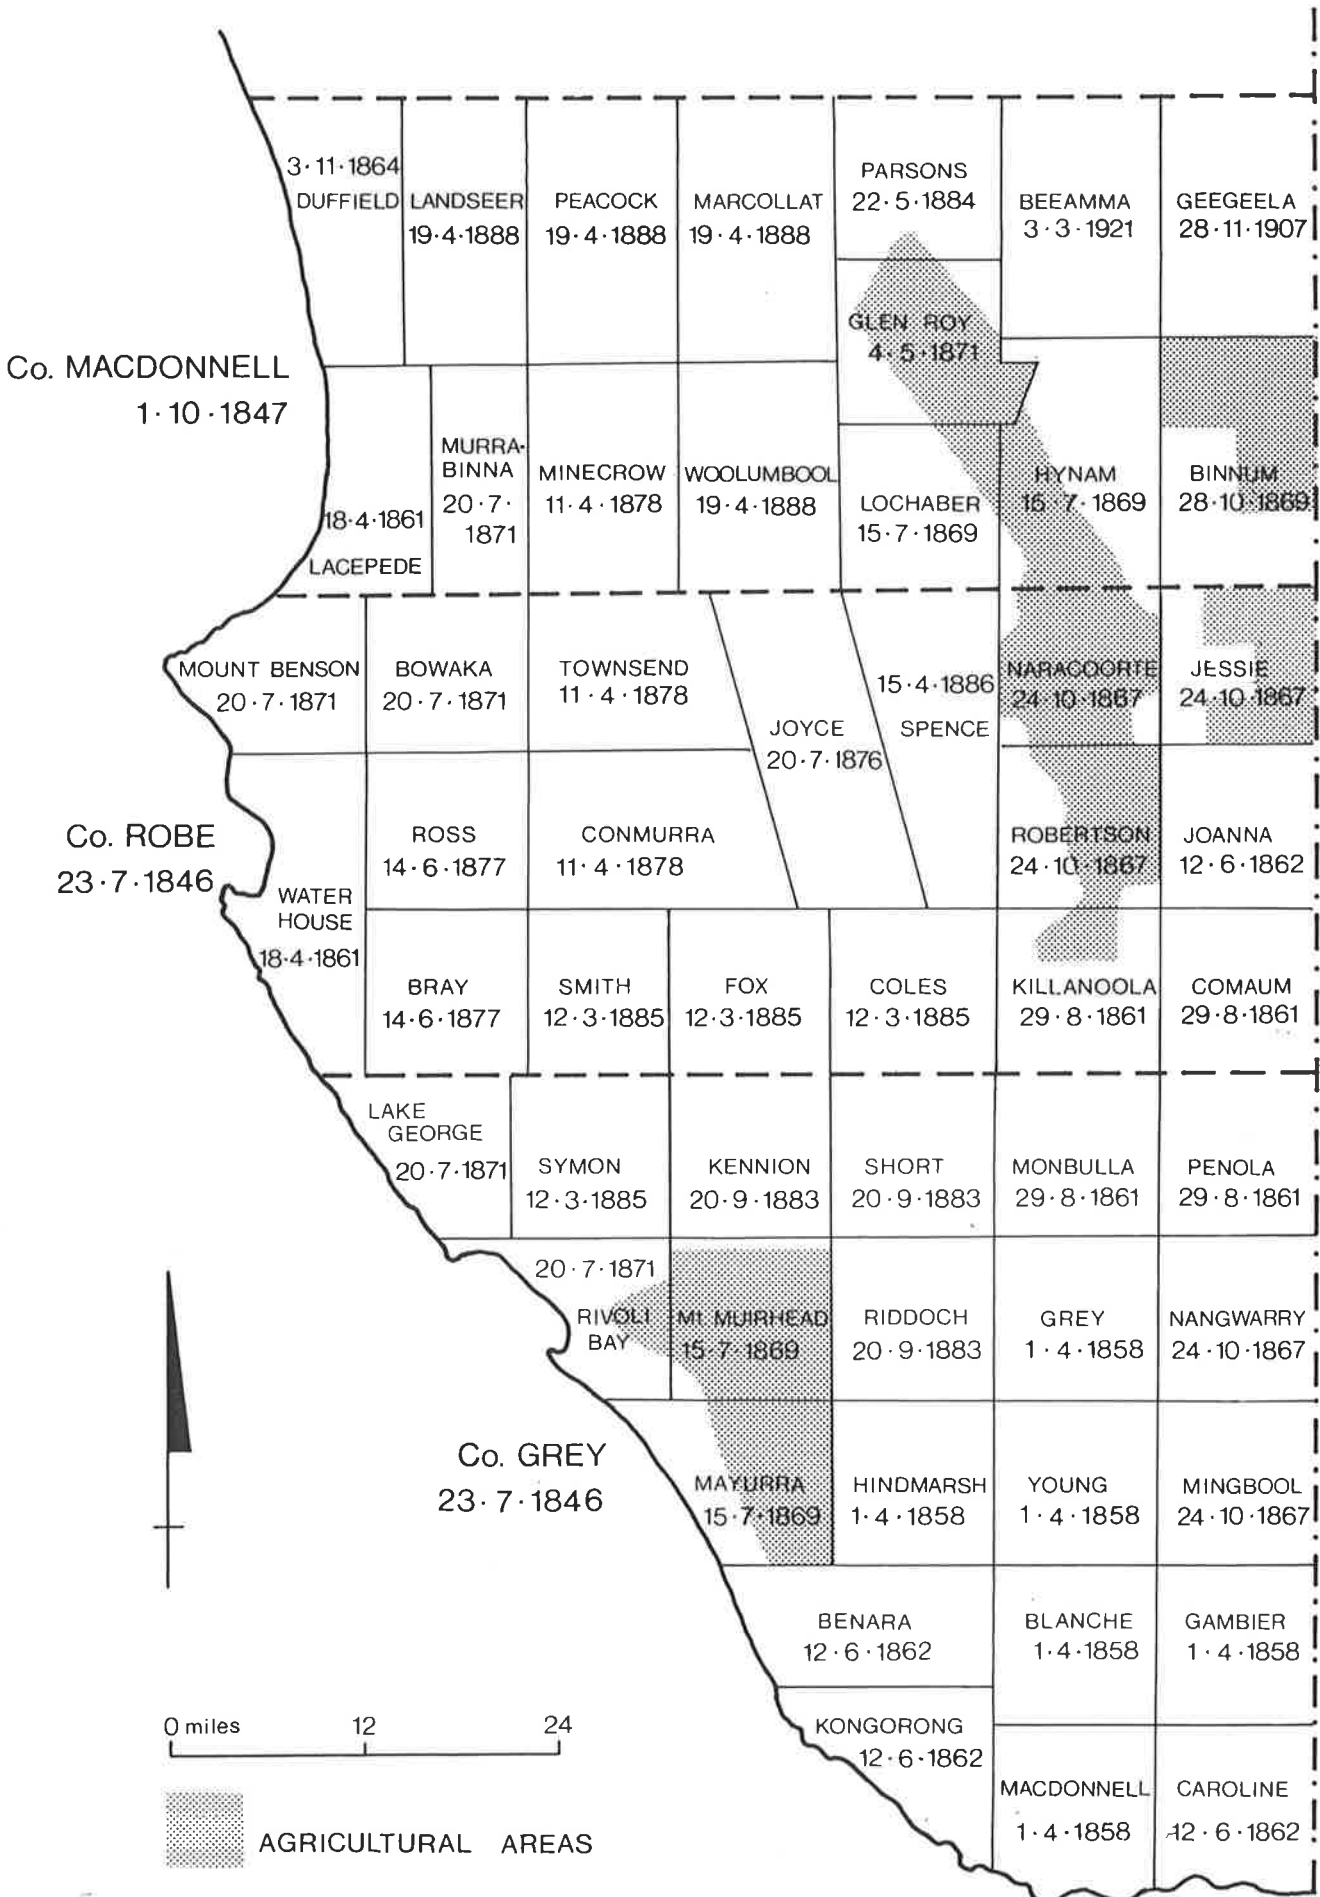 3·11·1864
DUFFIELD
LANDSEER
19·4·1888
PEACOCK
19·4·1888
MARCOLLAT
19·4·1888
PARSONS
22·5·1884
BEEAMMA
3·3·1921
GEEGEELA
28·11·1907
GLEN ROY
4·5·1871
Co. MACDONNELL
1·10·1847
18·4·1861
LACEPEDE
MURRA-
BINNA
20·7·
1871
MINECROW
11·4·1878
WOOLUMBOOL
19·4·1888
LOCHABER
15·7·1869
HYNAM
15·7·1869
BINNUM
28·10·1869
MOUNT BENSON
20·7·1871
BOWAKA
20·7·1871
TOWNSEND
11·4·1878
JOYCE
20·7·1876
15·4·1886
SPENCE
NARACOORTE
24·10·1867
JESSIE
24·10·1867
Co. ROBE
23·7·1846
WATER
HOUSE
18·4·1861
ROSS
14·6·1877
CONMURRA
11·4·1878
ROBERTSON
24·10·1867
JOANNA
12·6·1862
BRAY
14·6·1877
SMITH
12·3·1885
FOX
12·3·1885
COLES
12·3·1885
KILLANOOLA
29·8·1861
COMAUM
29·8·1861
LAKE
GEORGE
20·7·1871
SYMON
12·3·1885
KENNION
20·9·1883
SHORT
20·9·1883
MONBULLA
29·8·1861
PENOLA
29·8·1861
20·7·1871
RIVOLI
BAY
Mt MUIRHEAD
15·7·1869
RIDDOCH
20·9·1883
GREY
1·4·1858
NANGWARRY
24·10·1867
Co. GREY
23·7·1846
MAYURRA
15·7·1869
HINDMARSH
1·4·1858
YOUNG
1·4·1858
MINGBOOL
24·10·1867
BENARA
12·6·1862
BLANCHE
1·4·1858
GAMBIER
1·4·1858
KONGORONG
12·6·1862
MACDONNELL
1·4·1858
CAROLINE
12·6·1862
0 miles 12 24
AGRICULTURAL AREAS